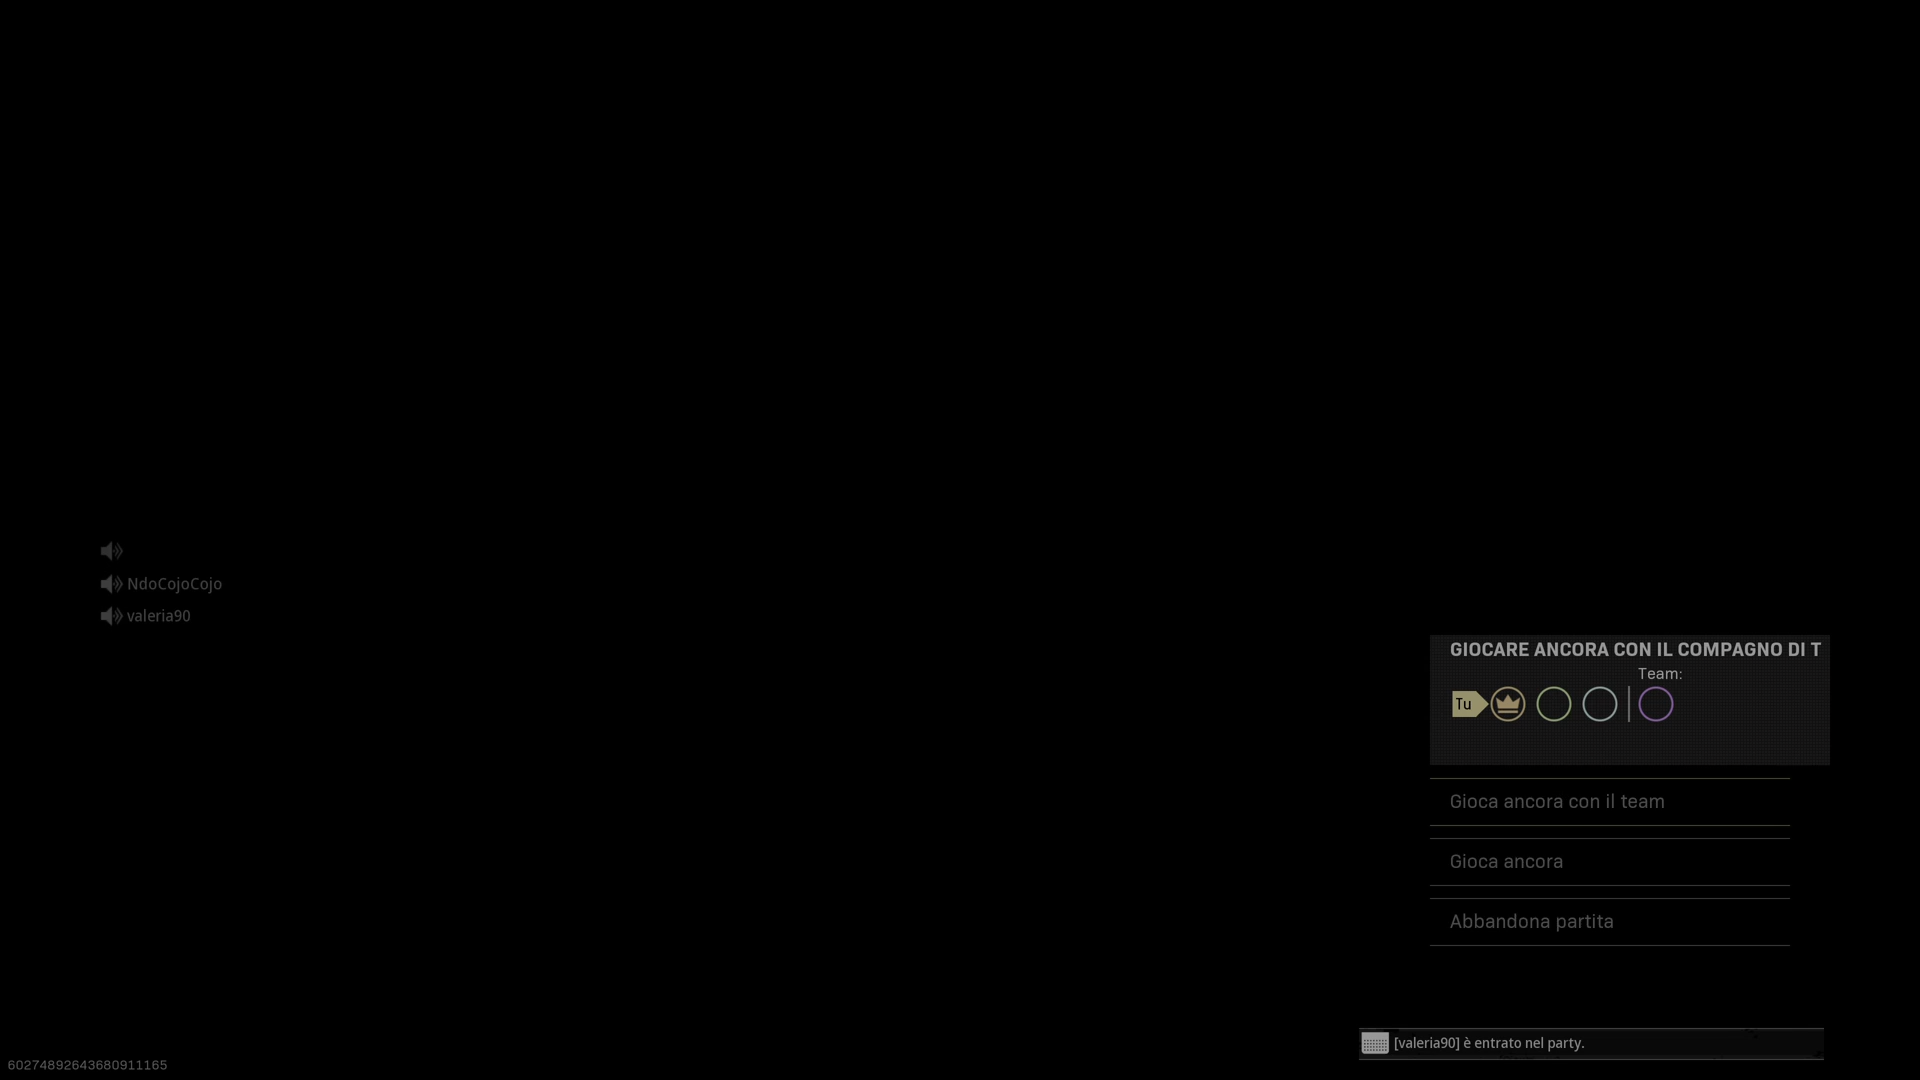 NdoCojoCojo
valeria90
GIOCARE ANCORA CON IL COMPAGNO DI T
Team:
Tu
Gioca ancora con il team
Gioca ancora
Abbandona partita
[valeria90] è entrato nel party.
60274892643680911165